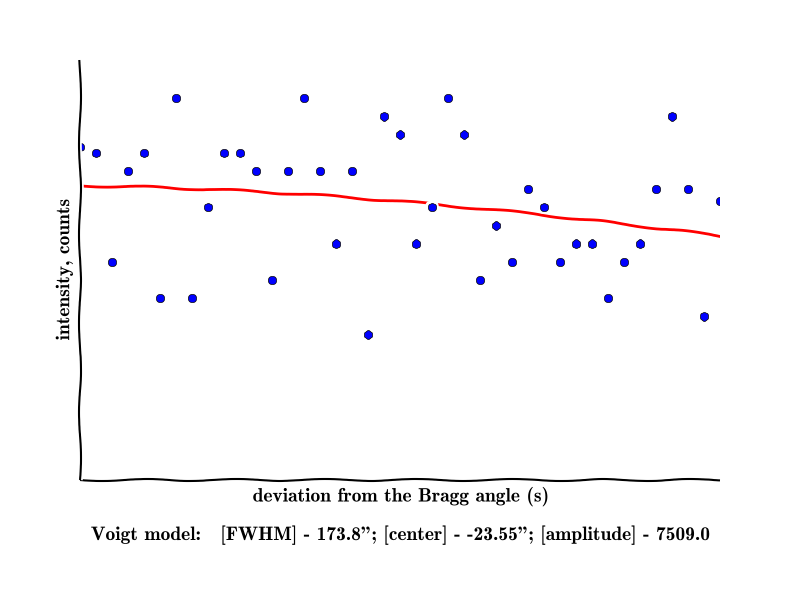 intensity, counts
deviation from the Bragg angle (s)
Voigt model: [FWHM] - 173.8”; [center] - -23.55”; [amplitude] - 7509.0